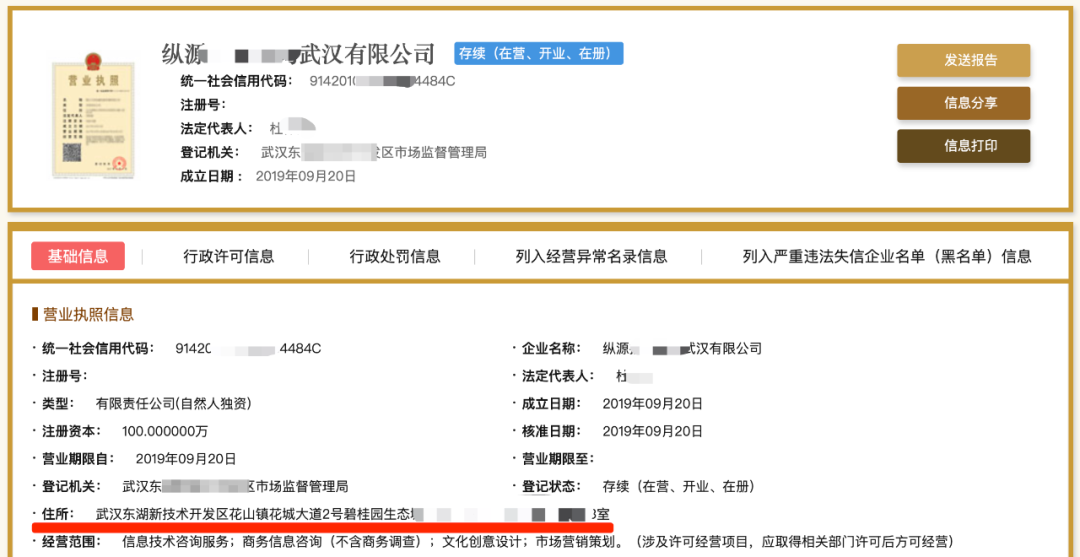 纵源 武汉有限公司 存续（在营、开业、在册）
营业执照
统一社会信用代码： 914201 4484C
注册号：
法定代表人： 杜
登记机关： 武汉东 区市场监督管理局
成立日期： 2019年09月20日
发送报告
信息分享
信息打印
基础信息 行政许可信息 行政处罚信息 列入经营异常名录信息 列入严重违法失信企业名单（黑名单）信息
营业执照信息
· 统一社会信用代码： 9142 4484C · 企业名称： 纵源 武汉有限公司
· 注册号： · 法定代表人： 杜
· 类型： 有限责任公司(自然人独资) · 成立日期： 2019年09月20日
· 注册资本： 100.000000万 · 核准日期： 2019年09月20日
· 营业期限自： 2019年09月20日 · 营业期限至：
· 登记机关： 武汉东 区市场监督管理局 · 登记状态： 存续（在营、开业、在册）
· 住所： 武汉东湖新技术开发区花山镇花城大道2号碧桂园生态 室
· 经营范围： 信息技术咨询服务；商务信息咨询（不含商务调查）；文化创意设计；市场营销策划。（涉及许可经营项目，应取得相关部门许可后方可经营）